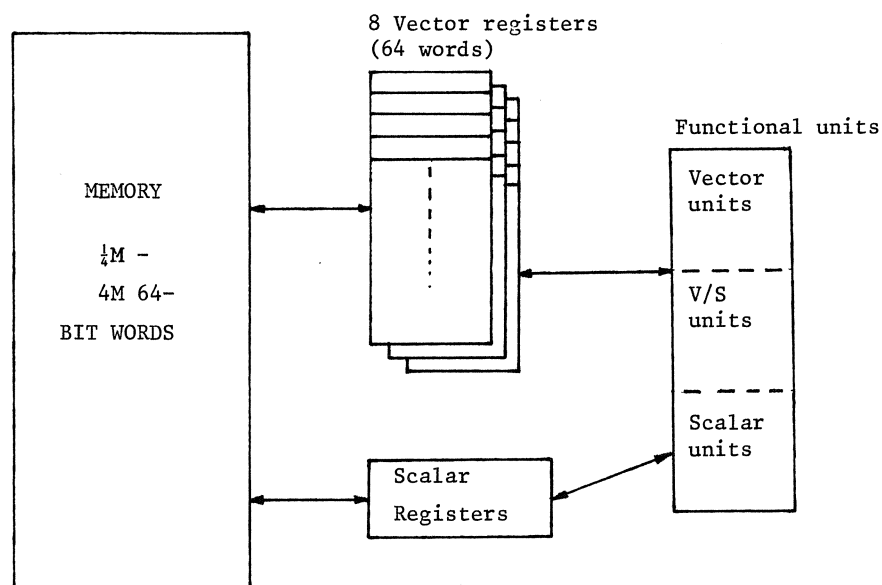 8 Vector registers
(64 words)
Functional units
MEMORY
¼M -
4M 64-
BIT WORDS
Vector
units
V/S
units
Scalar
units
Scalar
Registers